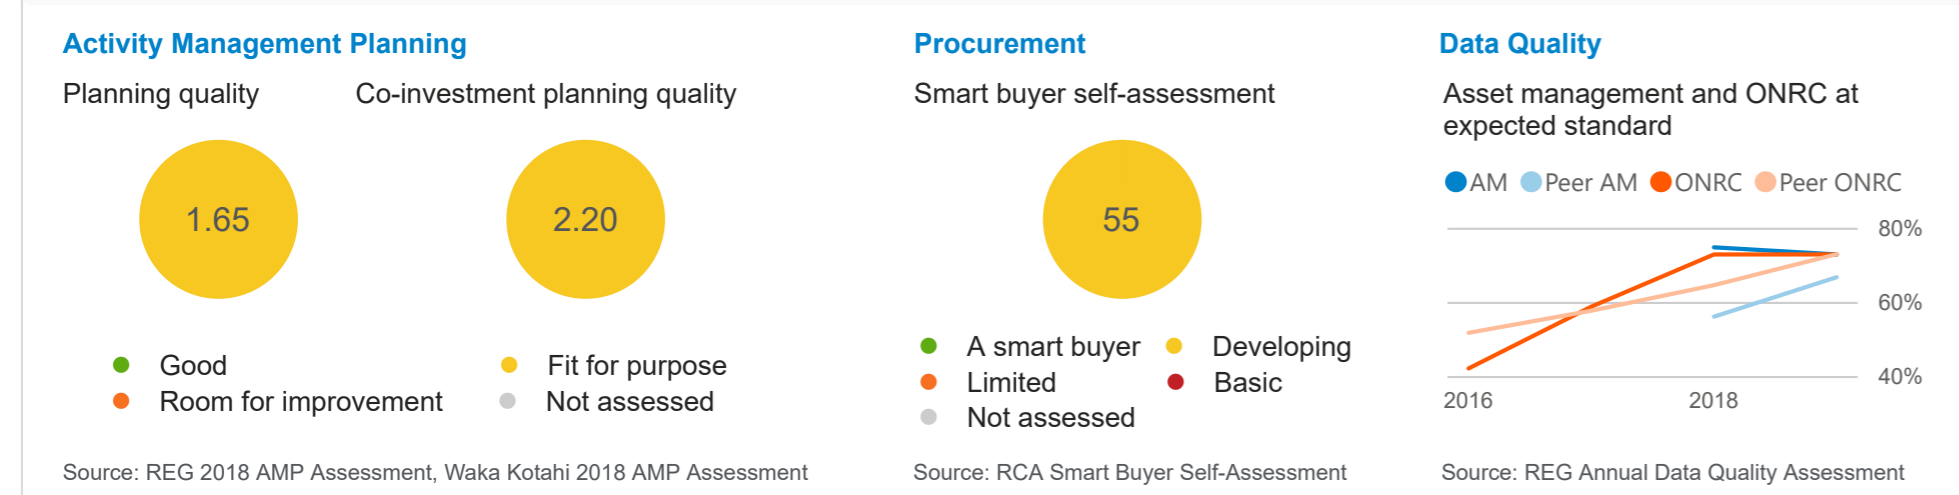 Activity Management Planning
Planning quality
Co-investment planning quality
1.65
2.20
Good
Fit for purpose
Room for improvement
Not assessed
Source: REG 2018 AMP Assessment, Waka Kotahi 2018 AMP Assessment
Procurement
Smart buyer self-assessment
55
A smart buyer
Developing
Limited
Basic
Not assessed
Source: RCA Smart Buyer Self-Assessment
Data Quality
Asset management and ONRC at
expected standard
AM Peer AM ONRC Peer ONRC
80%
60%
40%
2016
2018
Source: REG Annual Data Quality Assessment